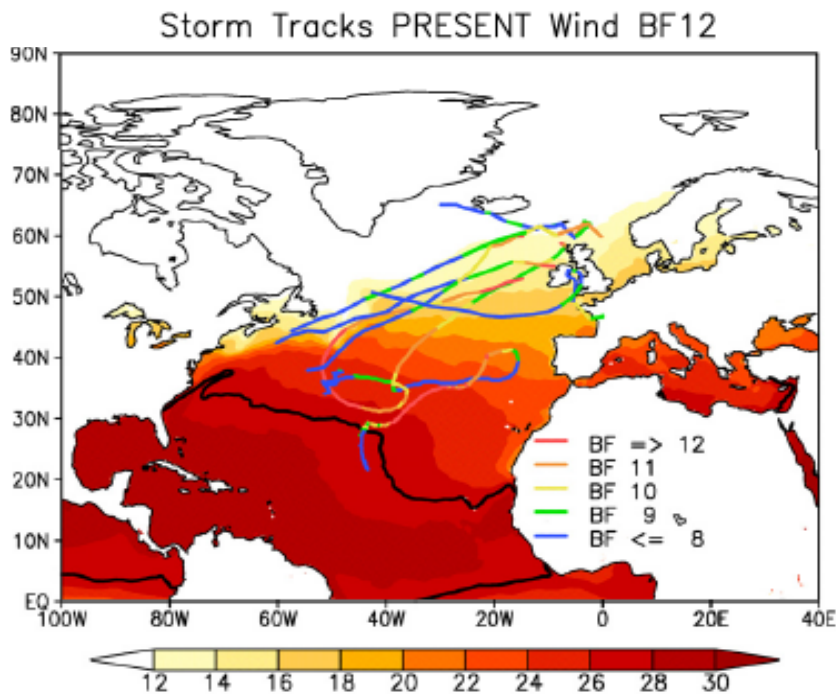 Storm Tracks PRESENT Wind BF12
90N
80N
70N
60N
50N
40N
30N
20N
10N
EQ
BF => 12
BF 11
BF 10
BF 9
BF <= 8
100W 80W 60W 40W 20W 0 20E 40E
12 14 16 18 20 22 24 26 28 30